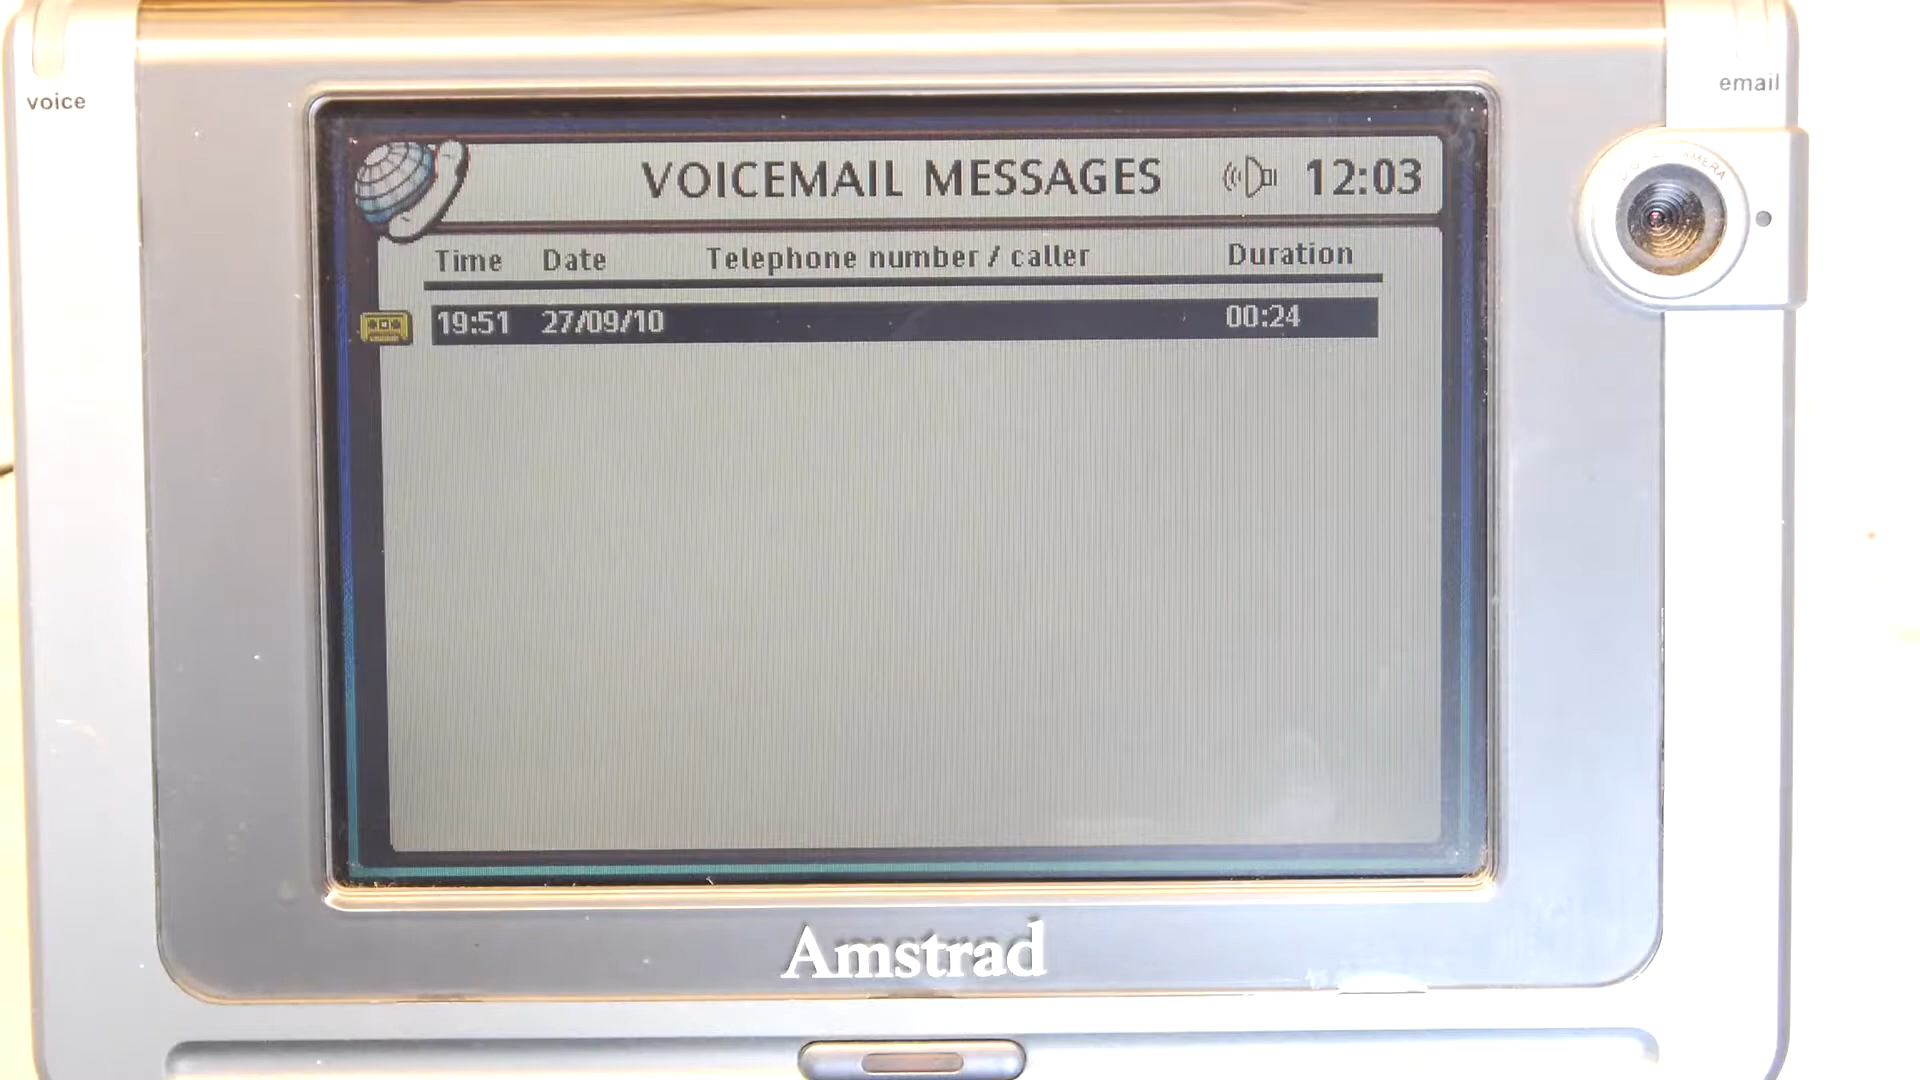 voice
email
VOICEMAIL MESSAGES 12:03
Time Date Telephone number / caller Duration
19:51 27/09/10 00:24
Amstrad